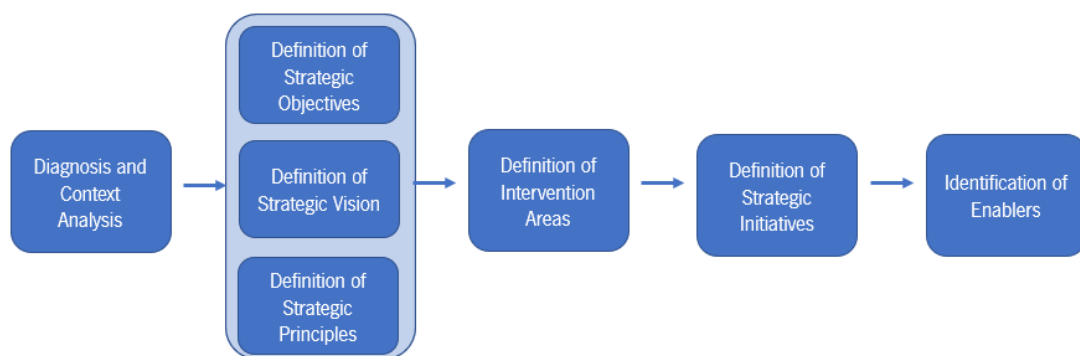 Diagnosis and
Context
Analysis
Definition of
Strategic
Objectives
Definition of
Strategic Vision
Definition of
Strategic
Principles
Definition of
Intervention
Areas
Definition of
Strategic
Initiatives
Identification of
Enablers